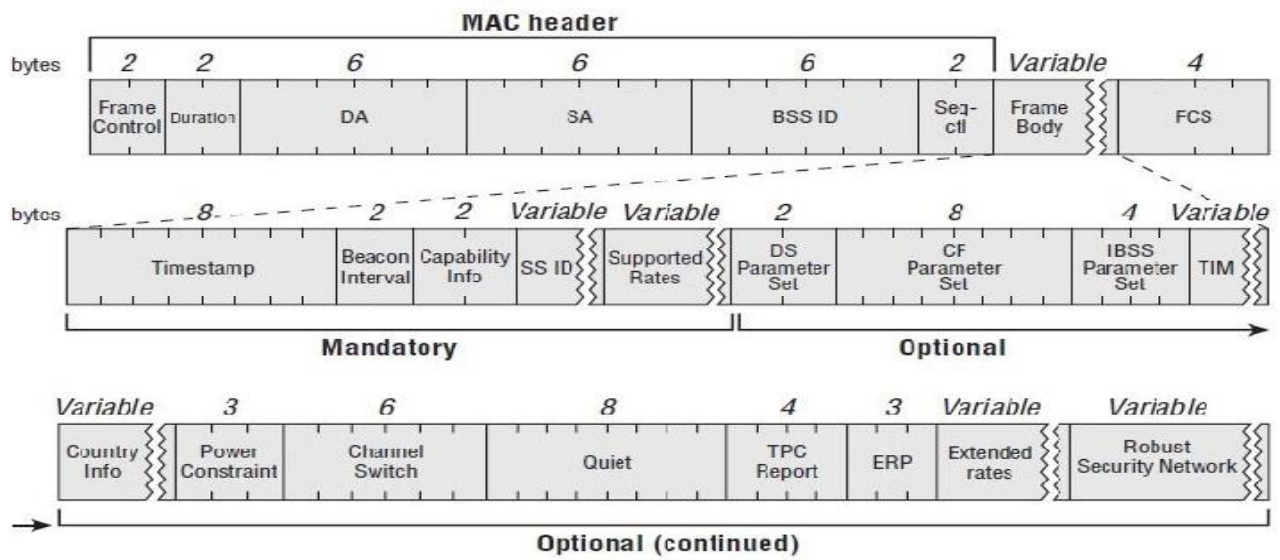 MAC header
bytes 2 2 6 6 6 2 Variable 4
Frame Control Duration DA SA BSS ID Seq-ctl Frame Body FCS
bytes 8 2 2 Variable Variable 2 8 4 Variable
Timestamp Beacon Interval Capability Info SS ID Supported Rates DS Parameter Set CF Parameter Set IBSS Parameter Set TIM
Mandatory Optional
Variable 3 6 8 4 3 Variable Variable
Country Info Power Constraint Channel Switch Quiet TPC Report ERP Extended rates Robust Security Network
Optional (continued)